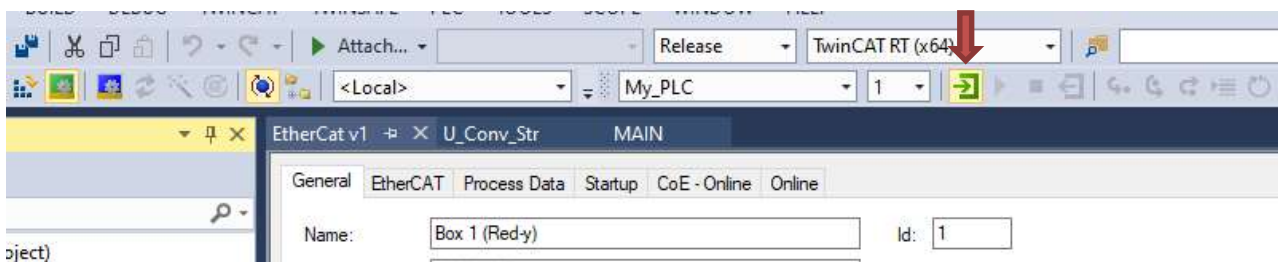 Attach...
Release
TwinCAT RT (x64)
<Local>
My_PLC
1
EtherCat v1
U_Conv_Str
MAIN
General
EtherCAT
Process Data
Startup
CoE - Online
Online
Name:
Box 1 (Red-y)
Id:
1
oject)